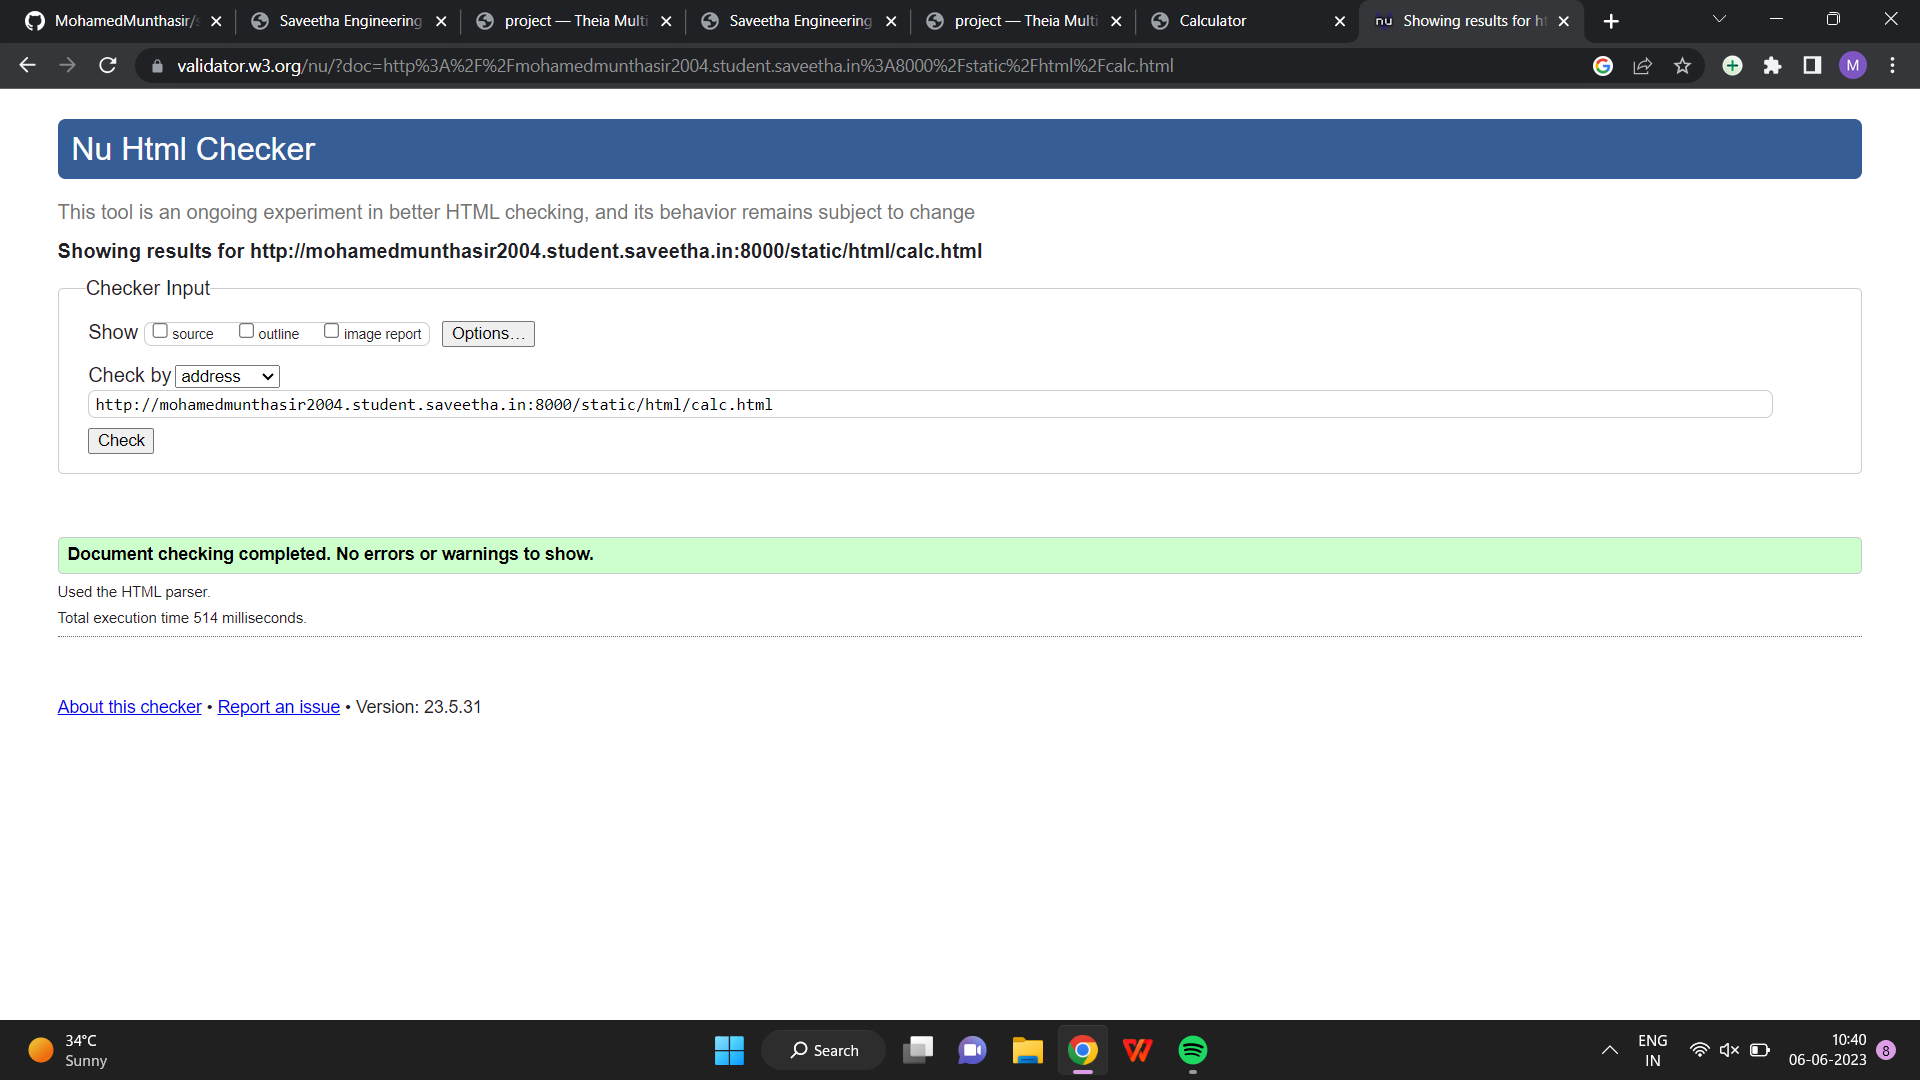 MohamedMunthasir/s
Saveetha Engineering
project — Theia Multi
Saveetha Engineering
project — Theia Multi
Calculator
nu Showing results for ht
validator.w3.org/nu/?doc=http%3A%2F%2Fmohamedmunthasir2004.student.saveetha.in%3A8000%2Fstatic%2Fhtml%2Fcalc.html
M
Nu Html Checker
This tool is an ongoing experiment in better HTML checking, and its behavior remains subject to change
Showing results for http://mohamedmunthasir2004.student.saveetha.in:8000/static/html/calc.html
Checker Input
Show source outline image report Options...
Check by address
http://mohamedmunthasir2004.student.saveetha.in:8000/static/html/calc.html
Check
Document checking completed. No errors or warnings to show.
Used the HTML parser.
Total execution time 514 milliseconds.
About this checker • Report an issue • Version: 23.5.31
34°C
Sunny
Search
ENG
IN
10:40
06-06-2023
8